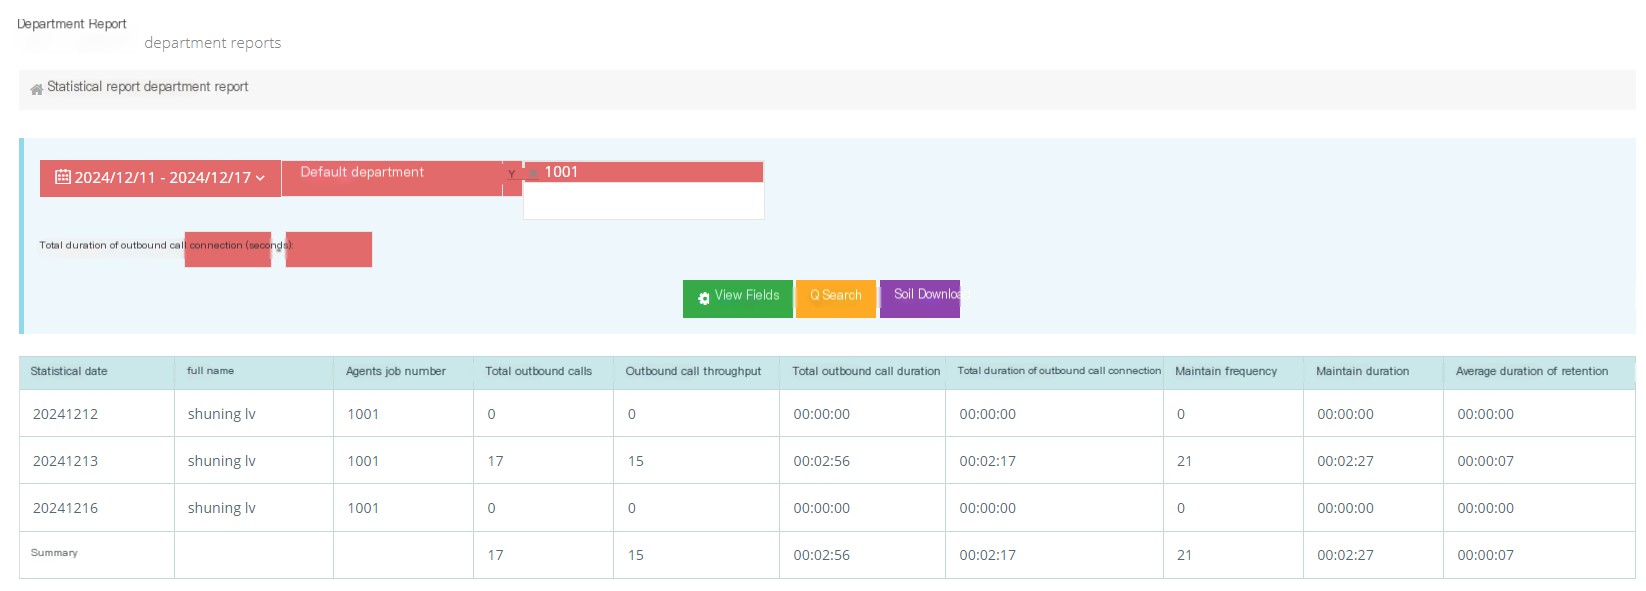 Department Report
department reports
Statistical report department report
2024/12/11 - 2024/12/17 Default department Y × 1001
Total duration of outbound call connection (seconds):
View Fields Q Search Soil Download
Statistical date full name Agents job number Total outbound calls Outbound call throughput Total outbound call duration Total duration of outbound call connection Maintain frequency Maintain duration Average duration of retention
20241212 shuning lv 1001 0 0 00:00:00 00:00:00 0 00:00:00 00:00:00
20241213 shuning lv 1001 17 15 00:02:56 00:02:17 21 00:02:27 00:00:07
20241216 shuning lv 1001 0 0 00:00:00 00:00:00 0 00:00:00 00:00:00
Summary 17 15 00:02:56 00:02:17 21 00:02:27 00:00:07